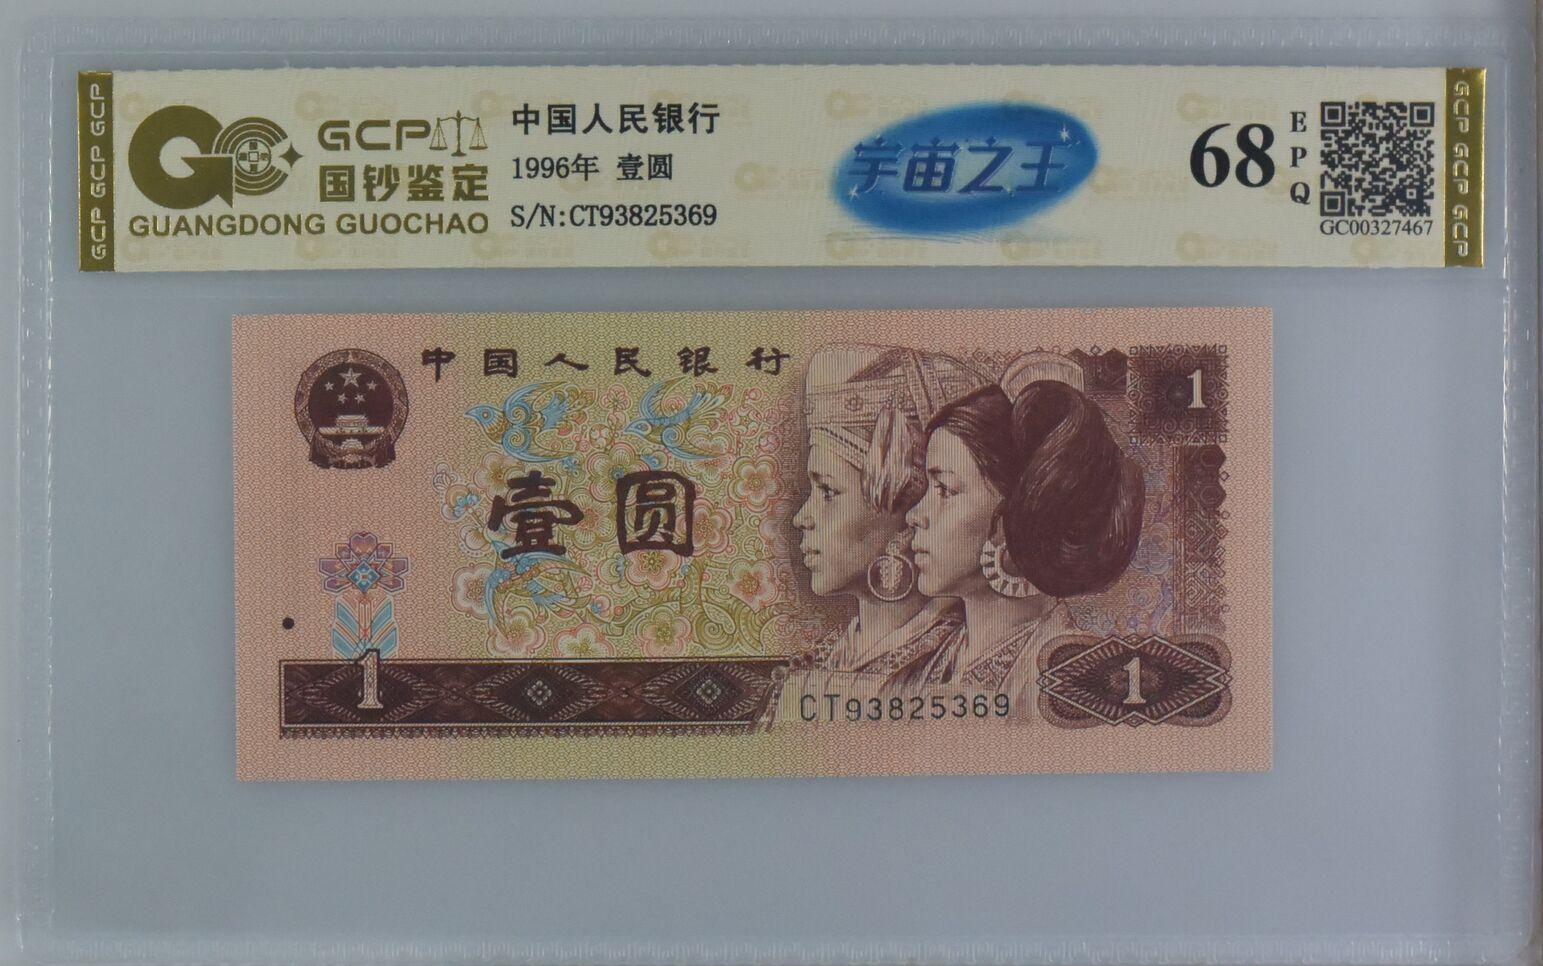 GCP GCP GCP
GCP
国钞鉴定
GUANGDONG GUOCHAO
中国人民银行
1996年 壹圆
S/N:CT93825369
宇宙之王
68
EPQ
GC00327467
GCP GCP GCP
中国人民银行
1
壹圆
1
CT93825369
1